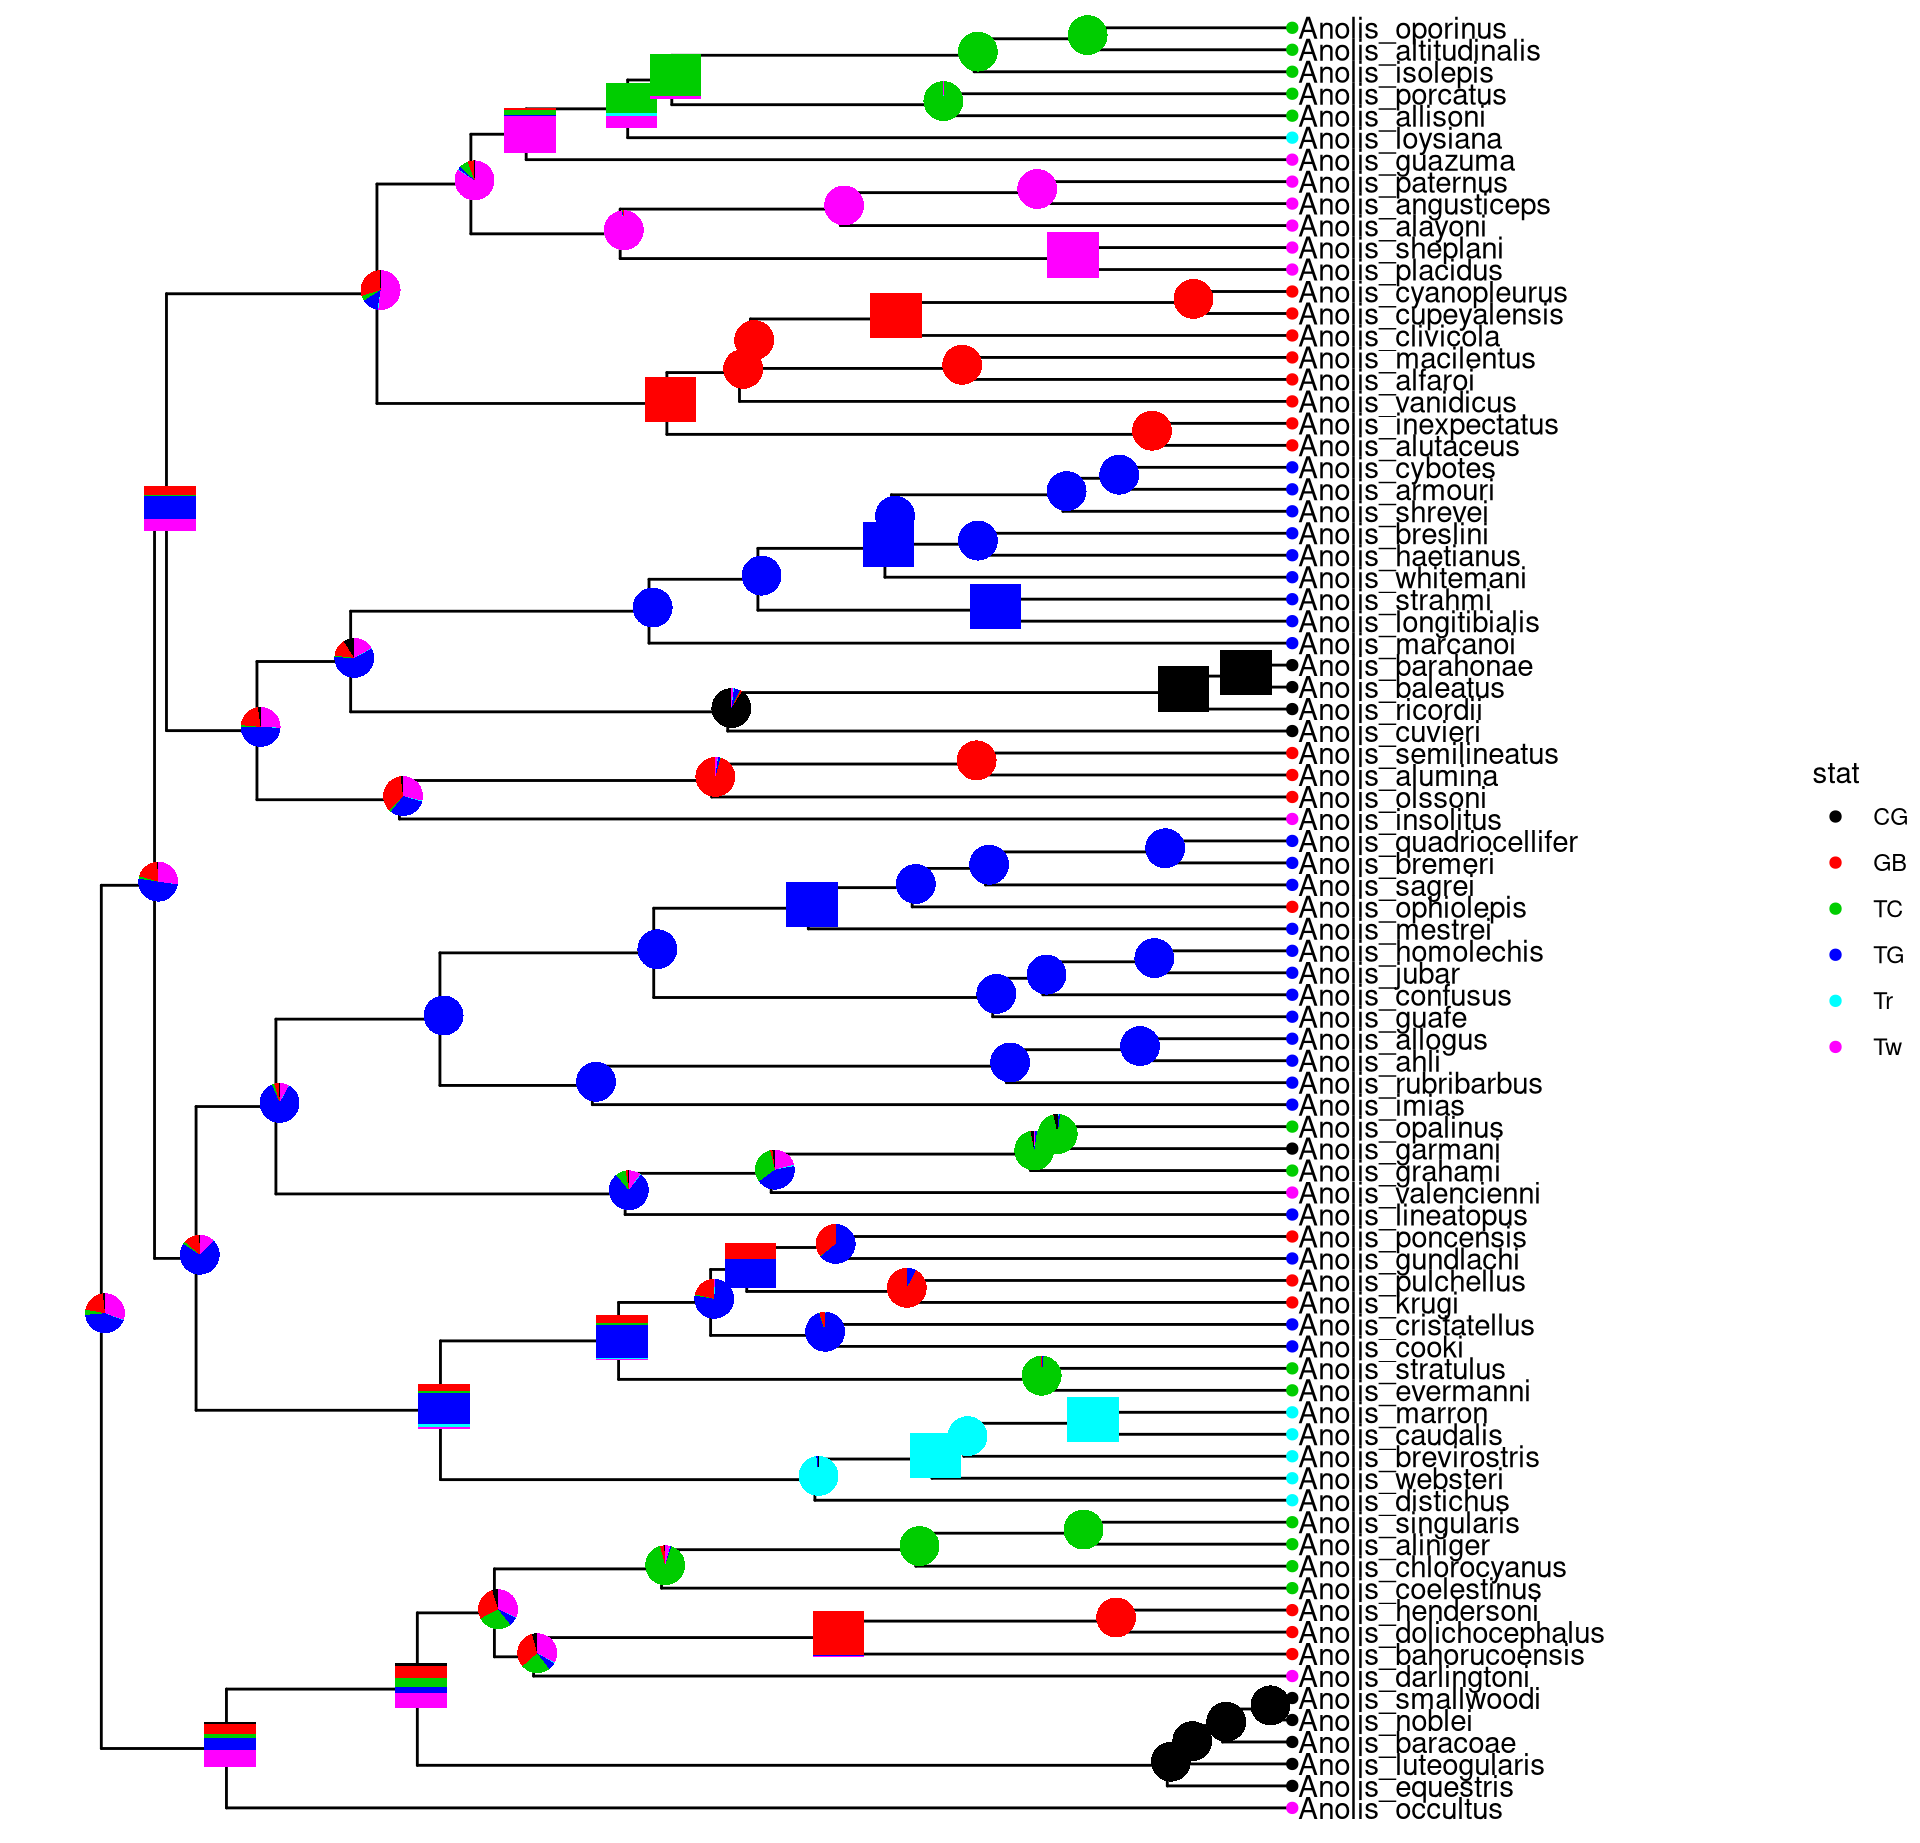 Anolis_oporinus
Anolis_altitudinalis
Anolis_isolepis
Anolis_porcatus
Anolis_allisoni
Anolis_loysiana
Anolis_guazuma
Anolis_paternus
Anolis_angusticeps
Anolis_alayoni
Anolis_sheplani
Anolis_placidus
Anolis_cyanopleurus
Anolis_cupeyalensis
Anolis_clivicola
Anolis_macilentus
Anolis_alfaroi
Anolis_vanidicus
Anolis_inexpectatus
Anolis_alutaceus
Anolis_cybotes
Anolis_armouri
Anolis_shrevei
Anolis_breslini
Anolis_haetianus
Anolis_whitemani
Anolis_strahmi
Anolis_longitibialis
Anolis_marcanoi
Anolis_barahonae
Anolis_baleatus
Anolis_ricordii
Anolis_cuvieri
Anolis_semilineatus
Anolis_alumina
Anolis_olssoni
Anolis_insolitus
Anolis_quadriocellifer
Anolis_bremeri
Anolis_sagrei
Anolis_ophiolepis
Anolis_mestrei
Anolis_homolechis
Anolis_jubar
Anolis_confusus
Anolis_guafe
Anolis_allogus
Anolis_ahli
Anolis_rubribarbus
Anolis_imias
Anolis_opalinus
Anolis_garmani
Anolis_grahami
Anolis_valencienni
Anolis_lineatopus
Anolis_poncensis
Anolis_gundlachi
Anolis_pulchellus
Anolis_krugi
Anolis_cristatellus
Anolis_cooki
Anolis_stratulus
Anolis_evermanni
Anolis_marron
Anolis_caudalis
Anolis_brevirostris
Anolis_websteri
Anolis_distichus
Anolis_singularis
Anolis_aliniger
Anolis_chlorocyanus
Anolis_coelestinus
Anolis_hendersoni
Anolis_dolichocephalus
Anolis_bahorucoensis
Anolis_darlingtoni
Anolis_smallwoodi
Anolis_noblei
Anolis_baracoae
Anolis_luteogularis
Anolis_equestris
Anolis_occultus
stat
CG
GB
TC
TG
Tr
Tw